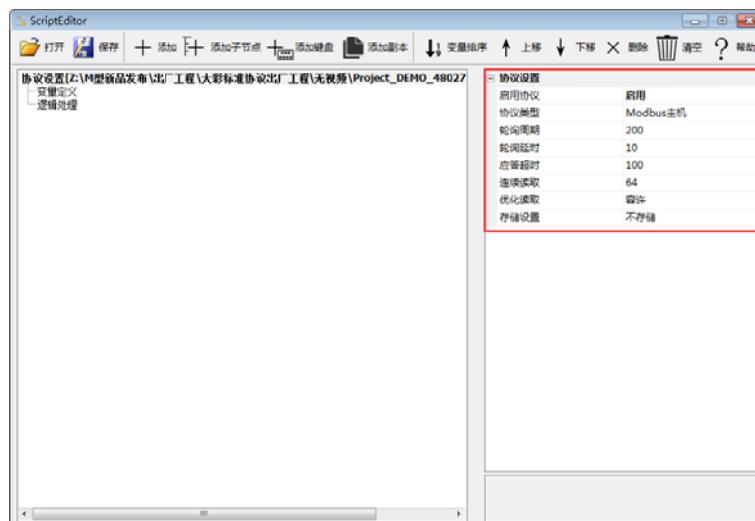 ScriptEditor
打开 保存 添加 添加子节点 添加键盘 添加副本 变量排序 上移 下移 删除 清空 帮助
协议设置[Z:\M型新品发布\出厂工程\大彩标准协议出厂工程\无视频\Project_DEMO_48027
变量定义
逻辑处理
协议设置
启用协议 启用
协议类型 Modbus主机
轮询周期 200
轮询延时 10
应答超时 100
连续读取 64
优化读取 容许
存储设置 不存储